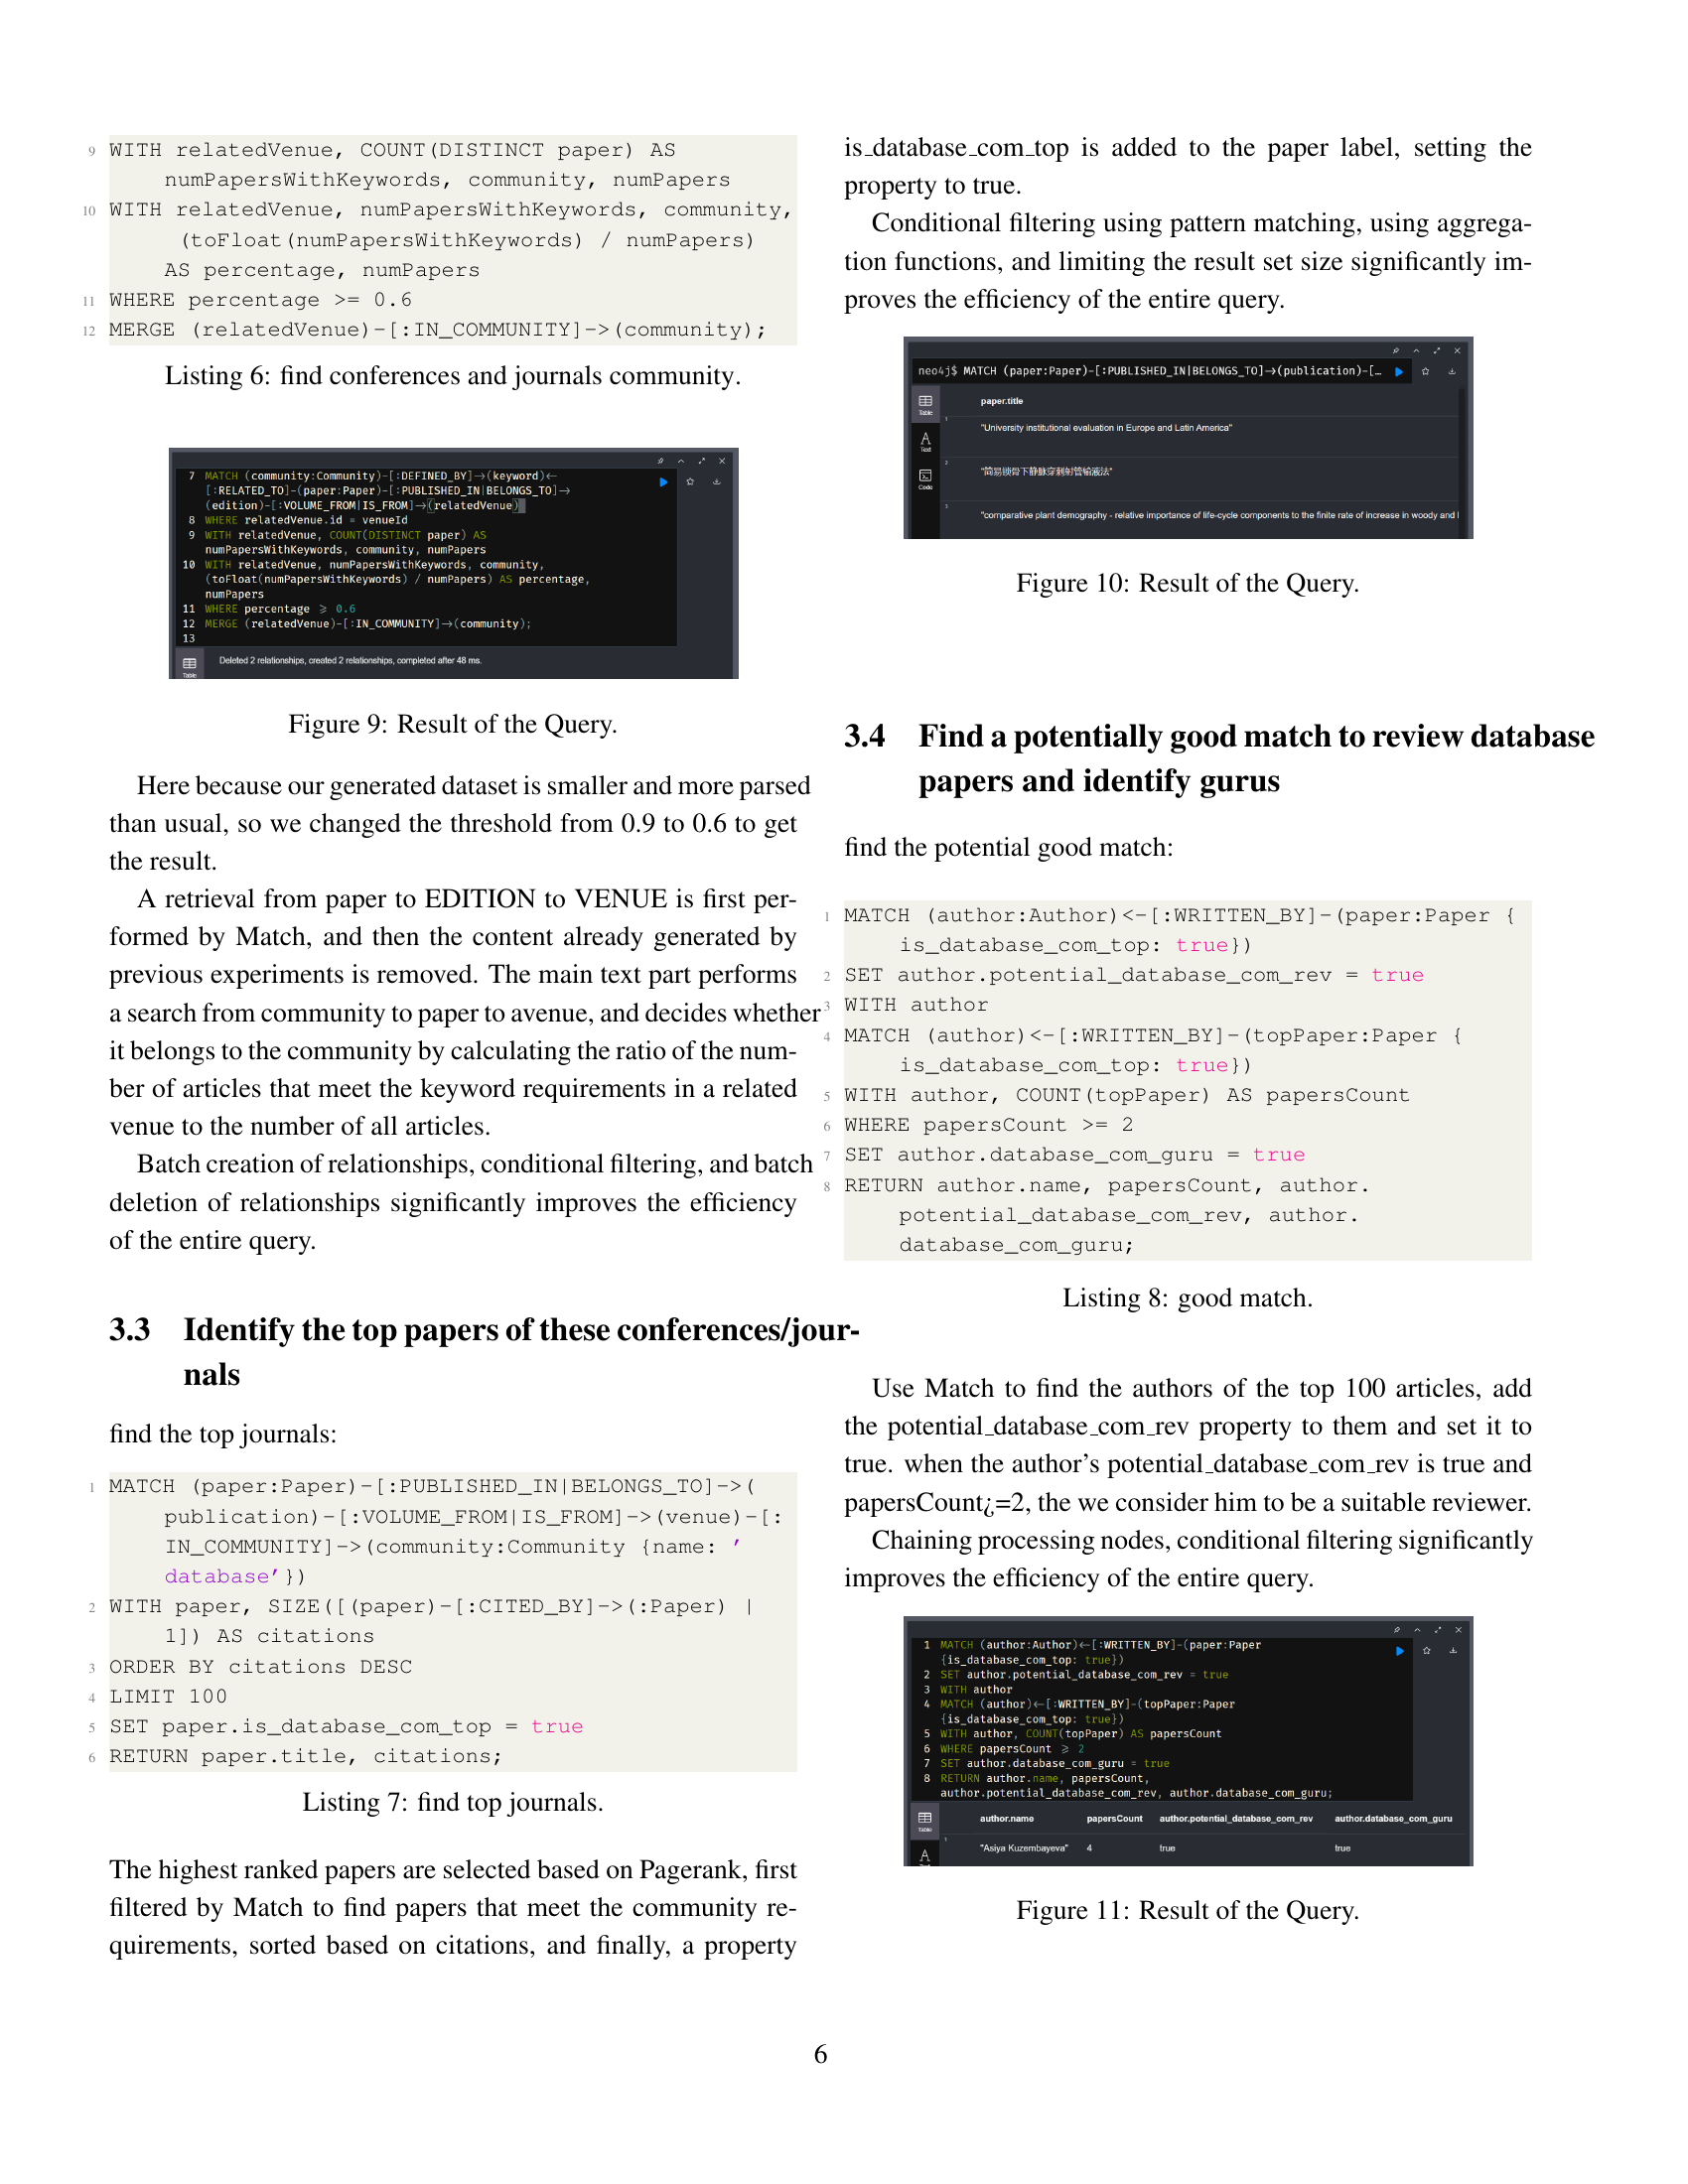 9 WITH relatedVenue, COUNT(DISTINCT paper) AS
numPapersWithKeywords, community, numPapers
10 WITH relatedVenue, numPapersWithKeywords, community,
(toFloat(numPapersWithKeywords) / numPapers)
AS percentage, numPapers
11 WHERE percentage >= 0.6
12 MERGE (relatedVenue)-[:IN_COMMUNITY]->(community);
Listing 6: find conferences and journals community.
7 MATCH (community:Community)-[:DEFINED_BY]→(keyword)←
[:RELATED_TO]-(paper:Paper)-[:PUBLISHED_IN|BELONGS_TO]→
(edition)-[:VOLUME_FROM|IS_FROM]→(relatedVenue)
8 WHERE relatedVenue.id = venueId
9 WITH relatedVenue, COUNT(DISTINCT paper) AS
numPapersWithKeywords, community, numPapers
10 WITH relatedVenue, numPapersWithKeywords, community,
(toFloat(numPapersWithKeywords) / numPapers) AS percentage,
numPapers
11 WHERE percentage ⩾ 0.6
12 MERGE (relatedVenue)-[:IN_COMMUNITY]→(community);
13
Table
Deleted 2 relationships, created 2 relationships, completed after 48 ms.
Figure 9: Result of the Query.
Here because our generated dataset is smaller and more parsed
than usual, so we changed the threshold from 0.9 to 0.6 to get
the result.
A retrieval from paper to EDITION to VENUE is first per-
formed by Match, and then the content already generated by
previous experiments is removed. The main text part performs
a search from community to paper to avenue, and decides whether
it belongs to the community by calculating the ratio of the num-
ber of articles that meet the keyword requirements in a related
venue to the number of all articles.
Batch creation of relationships, conditional filtering, and batch
deletion of relationships significantly improves the efficiency
of the entire query.
3.3 Identify the top papers of these conferences/jour-
nals
find the top journals:
1 MATCH (paper:Paper)-[:PUBLISHED_IN|BELONGS_TO]->(
publication)-[:VOLUME_FROM|IS_FROM]->(venue)-[:
IN_COMMUNITY]->(community:Community {name: '
database'})
2 WITH paper, SIZE([(paper)-[:CITED_BY]->(:Paper) |
1]) AS citations
3 ORDER BY citations DESC
4 LIMIT 100
5 SET paper.is_database_com_top = true
6 RETURN paper.title, citations;
Listing 7: find top journals.
The highest ranked papers are selected based on Pagerank, first
filtered by Match to find papers that meet the community re-
quirements, sorted based on citations, and finally, a property
is_database_com_top is added to the paper label, setting the
property to true.
Conditional filtering using pattern matching, using aggrega-
tion functions, and limiting the result set size significantly im-
proves the efficiency of the entire query.
neo4j$ MATCH (paper:Paper)-[:PUBLISHED_IN|BELONGS_TO]→(publication)-[…
Table
paper.title
1
"University institutional evaluation in Europe and Latin America"
Text
2
"简易锁骨下静脉穿刺射管输液法"
Code
3
"comparative plant demography - relative importance of life-cycle components to the finite rate of increase in woody and
Figure 10: Result of the Query.
3.4 Find a potentially good match to review database
papers and identify gurus
find the potential good match:
1 MATCH (author:Author)<-[:WRITTEN_BY]-(paper:Paper {
is_database_com_top: true})
2 SET author.potential_database_com_rev = true
3 WITH author
4 MATCH (author)<-[:WRITTEN_BY]-(topPaper:Paper {
is_database_com_top: true})
5 WITH author, COUNT(topPaper) AS papersCount
6 WHERE papersCount >= 2
7 SET author.database_com_guru = true
8 RETURN author.name, papersCount, author.
potential_database_com_rev, author.
database_com_guru;
Listing 8: good match.
Use Match to find the authors of the top 100 articles, add
the potential_database_com_rev property to them and set it to
true. when the author's potential_database_com_rev is true and
papersCount¿=2, the we consider him to be a suitable reviewer.
Chaining processing nodes, conditional filtering significantly
improves the efficiency of the entire query.
1 MATCH (author:Author)←[:WRITTEN_BY]-(paper:Paper
{is_database_com_top: true})
2 SET author.potential_database_com_rev = true
3 WITH author
4 MATCH (author)←[:WRITTEN_BY]-(topPaper:Paper
{is_database_com_top: true})
5 WITH author, COUNT(topPaper) AS papersCount
6 WHERE papersCount ⩾ 2
7 SET author.database_com_guru = true
8 RETURN author.name, papersCount,
author.potential_database_com_rev, author.database_com_guru;
Table
author.name papersCount author.potential_database_com_rev author.database_com_guru
1
"Asiya Kuzembayeva" 4 true true
Figure 11: Result of the Query.
6